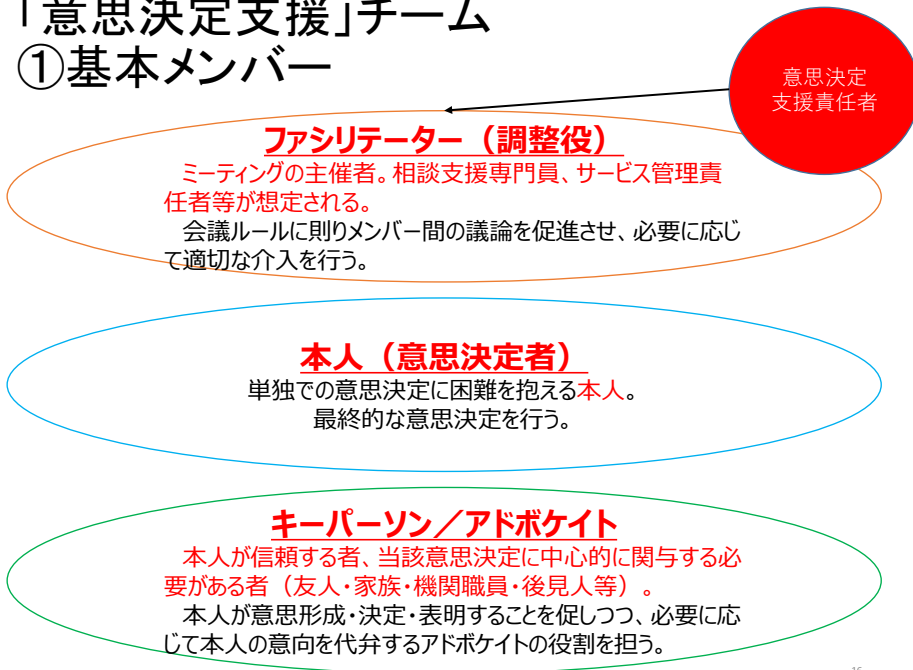 「意思決定支援」チーム
①基本メンバー
意思決定
支援責任者
ファシリテーター（調整役）
ミーティングの主催者。相談支援専門員、サービス管理責
任者等が想定される。
会議ルールに則りメンバー間の議論を促進させ、必要に応じ
て適切な介入を行う。
本人（意思決定者）
単独での意思決定に困難を抱える本人。
最終的な意思決定を行う。
キーパーソン／アドボケイト
本人が信頼する者、当該意思決定に中心的に関与する必
要がある者（友人・家族・機関職員・後見人等）。
本人が意思形成・決定・表明することを促しつつ、必要に応
じて本人の意向を代弁するアドボケイトの役割を担う。